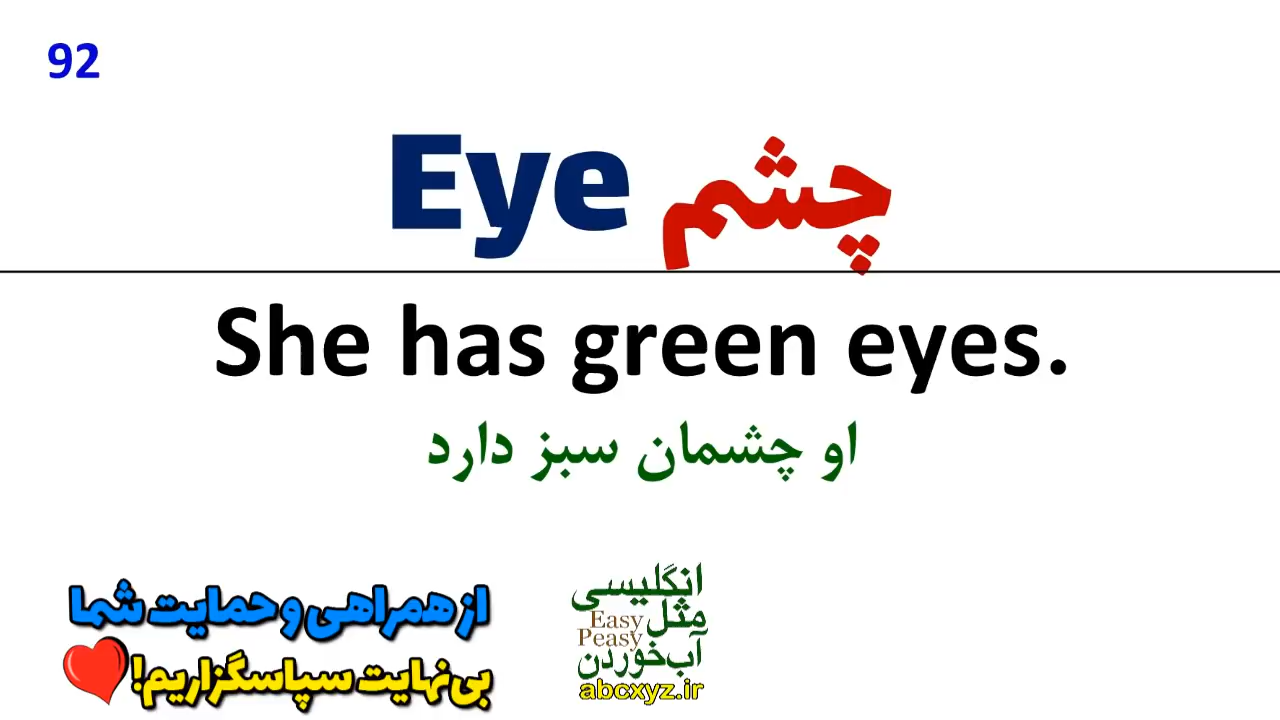 92
Eye چشم
She has green eyes.
او چشمان سبز دارد
از همراهی و حمایت شما
بی‌نهایت سپاسگزاریم!
انگلیسی
مثل Easy
Peasy
آب‌خوردن
abcxyz.ir